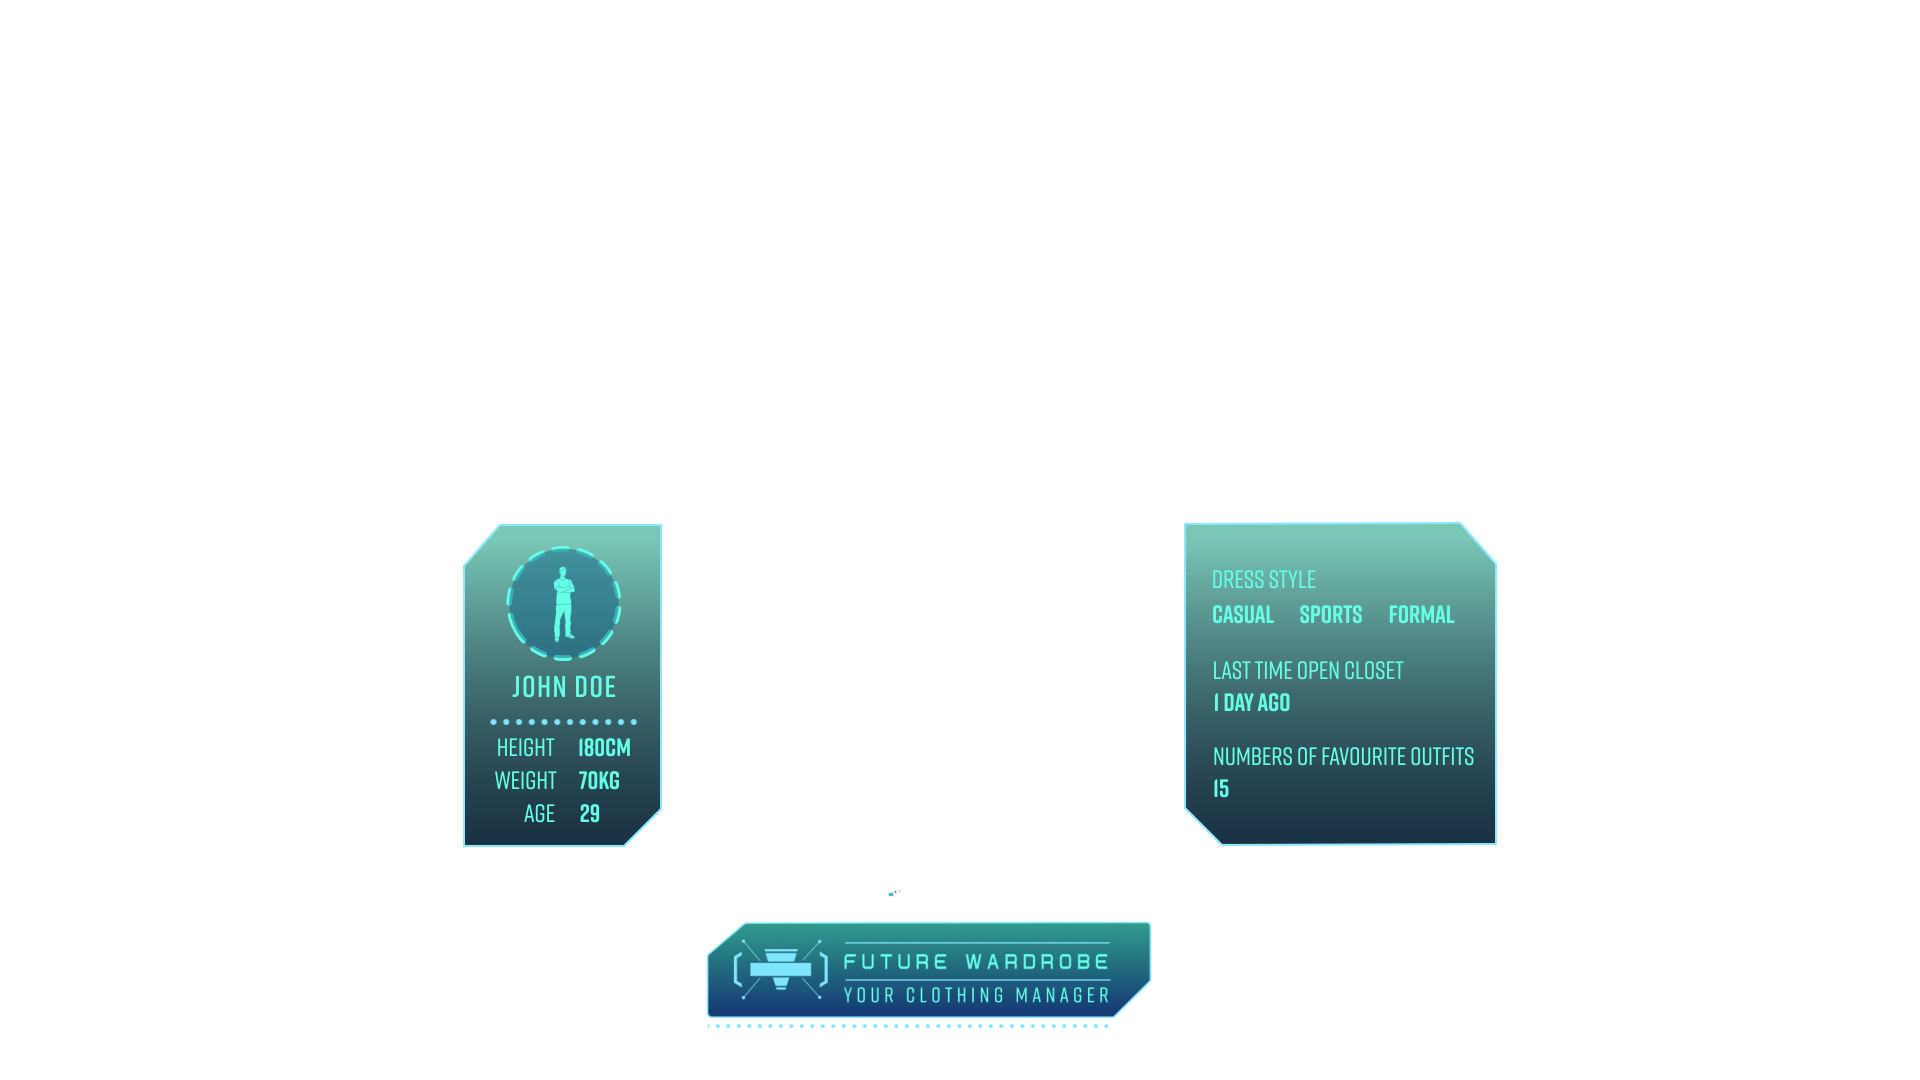 JOHN DOE
HEIGHT 180CM
WEIGHT 70KG
AGE 29
DRESS STYLE
CASUAL SPORTS FORMAL
LAST TIME OPEN CLOSET
1 DAY AGO
NUMBERS OF FAVOURITE OUTFITS
15
FUTURE WARDROBE
YOUR CLOTHING MANAGER